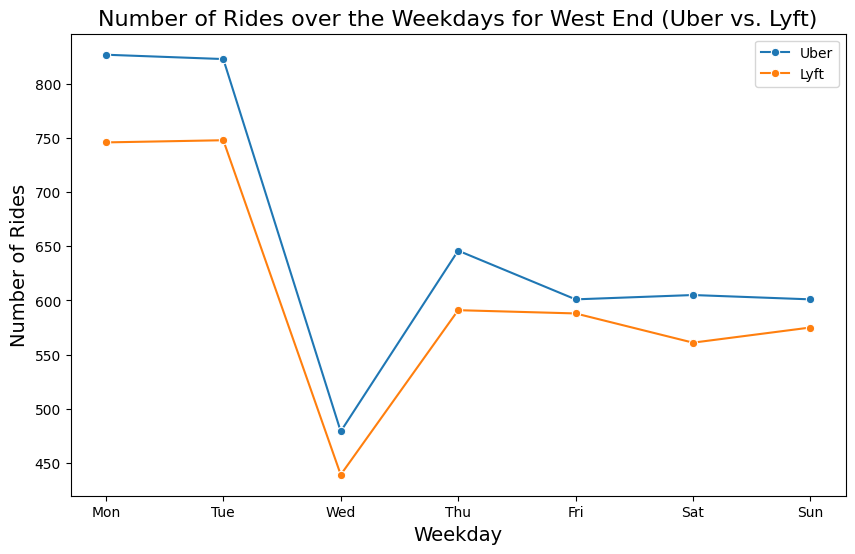 Number of Rides over the Weekdays for West End (Uber vs. Lyft)
Uber
Lyft
800
750
700
650
600
550
500
450
Number of Rides
Mon Tue Wed Thu Fri Sat Sun
Weekday